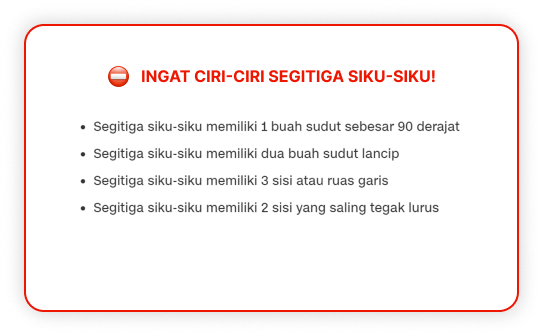 INGAT CIRI-CIRI SEGITIGA SIKU-SIKU!
• Segitiga siku-siku memiliki 1 buah sudut sebesar 90 derajat
• Segitiga siku-siku memiliki dua buah sudut lancip
• Segitiga siku-siku memiliki 3 sisi atau ruas garis
• Segitiga siku-siku memiliki 2 sisi yang saling tegak lurus